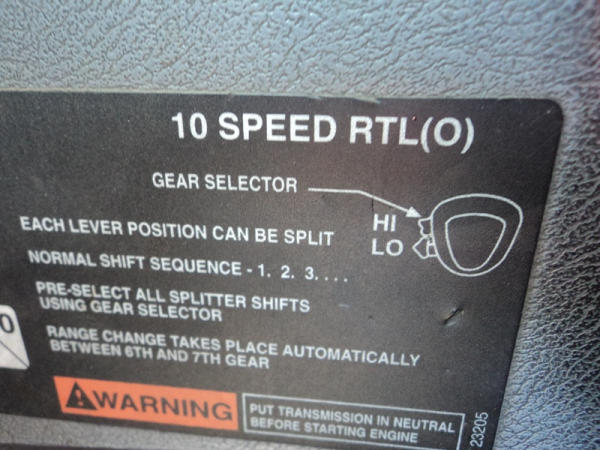 10 SPEED RTL(O)
GEAR SELECTOR
HI
LO
EACH LEVER POSITION CAN BE SPLIT
NORMAL SHIFT SEQUENCE - 1. 2. 3. . . .
PRE-SELECT ALL SPLITTER SHIFTS
USING GEAR SELECTOR
0
RANGE CHANGE TAKES PLACE AUTOMATICALLY
BETWEEN 6TH AND 7TH GEAR
WARNING
PUT TRANSMISSION IN NEUTRAL
BEFORE STARTING ENGINE
23205